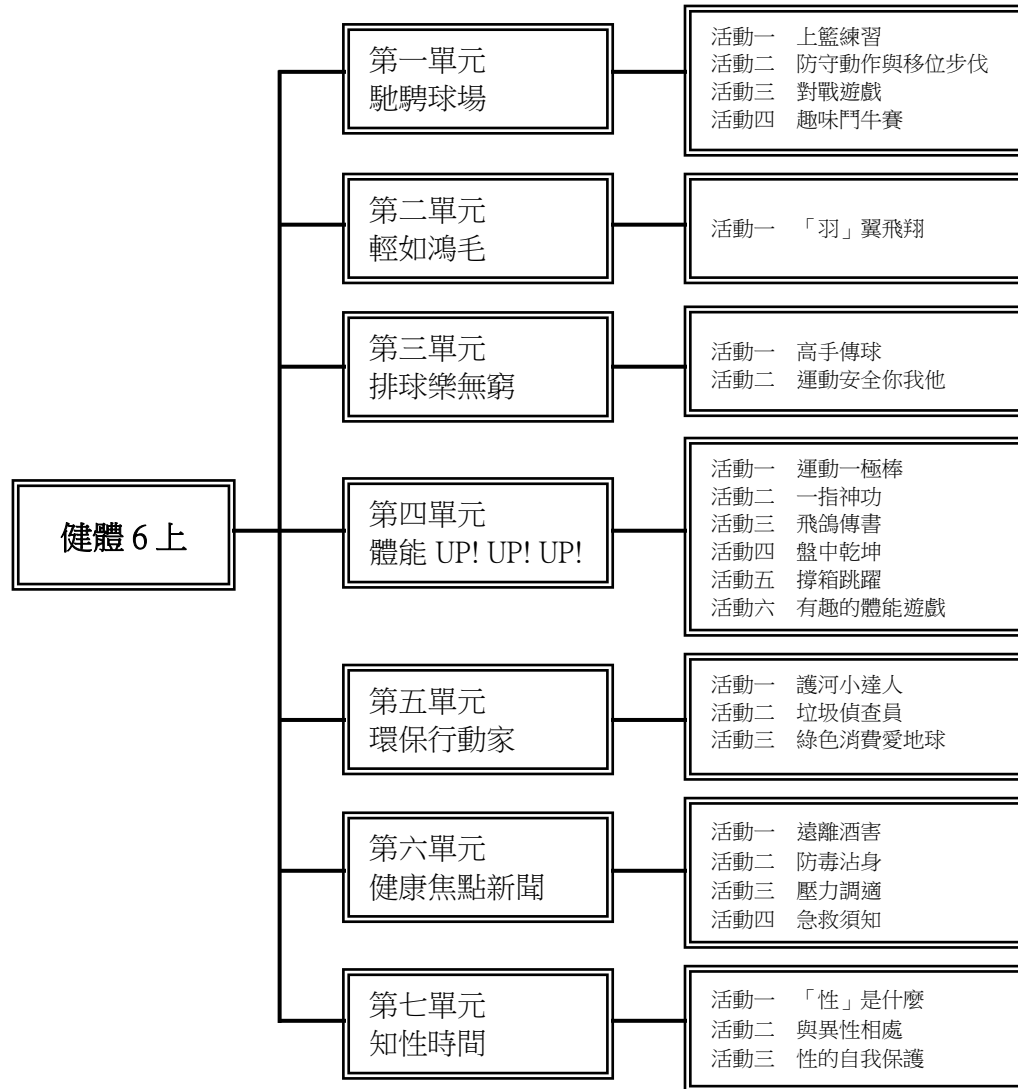 健體 6 上
第一單元
馳騁球場
活動一 上籃練習
活動二 防守動作與移位步伐
活動三 對戰遊戲
活動四 趣味鬥牛賽
第二單元
輕如鴻毛
活動一 「羽」翼飛翔
第三單元
排球樂無窮
活動一 高手傳球
活動二 運動安全你我他
第四單元
體能 UP! UP! UP!
活動一 運動一極棒
活動二 一指神功
活動三 飛鴿傳書
活動四 盤中乾坤
活動五 撐箱跳躍
活動六 有趣的體能遊戲
第五單元
環保行動家
活動一 護河小達人
活動二 垃圾偵查員
活動三 綠色消費愛地球
第六單元
健康焦點新聞
活動一 遠離酒害
活動二 防毒沾身
活動三 壓力調適
活動四 急救須知
第七單元
知性時間
活動一 「性」是什麼
活動二 與異性相處
活動三 性的自我保護